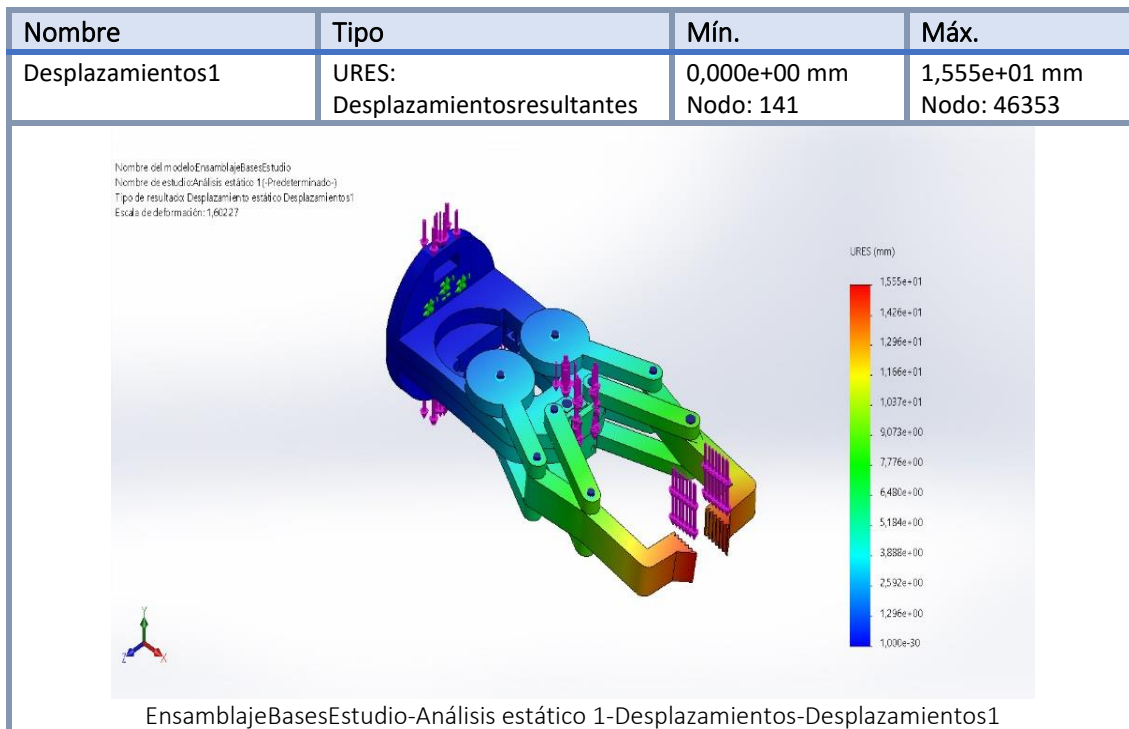 Nombre Tipo Mín. Máx.
Desplazamientos1 URES: 0,000e+00 mm 1,555e+01 mm
Desplazamientosresultantes Nodo: 141 Nodo: 46353
Nombre del modelo:EnsamblajeBasesEstudio
Nombre de estudio:Análisis estático 1(-Predeterminado-)
Tipo de resultado: Desplazamiento estático Desplazamientos1
Escala de deformación: 1,60227
URES (mm)
1,555e+01
1,426e+01
1,296e+01
1,166e+01
1,037e+01
9,073e+00
7,776e+00
6,480e+00
5,184e+00
3,888e+00
2,592e+00
1,296e+00
1,000e-30
Y
Z X
EnsamblajeBasesEstudio-Análisis estático 1-Desplazamientos-Desplazamientos1